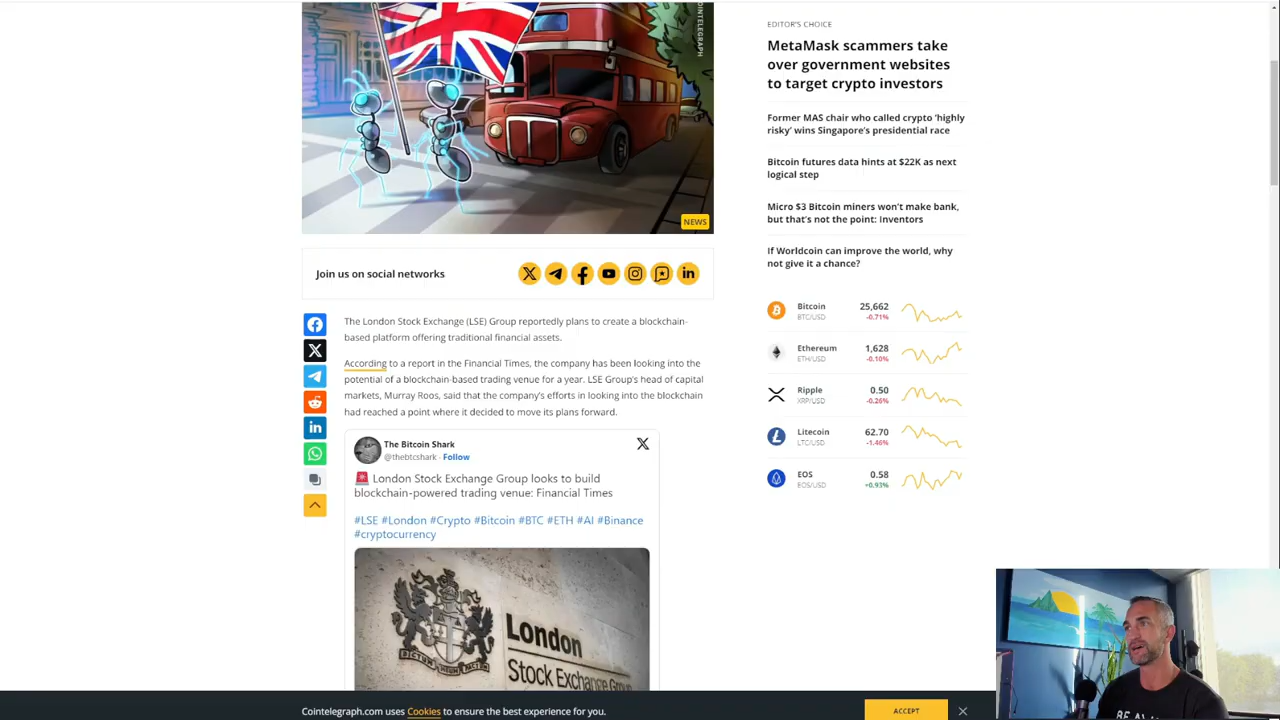 COINTELEGRAPH
NEWS
Join us on social networks
The London Stock Exchange (LSE) Group reportedly plans to create a blockchain-
based platform offering traditional financial assets.
According to a report in the Financial Times, the company has been looking into the
potential of a blockchain-based trading venue for a year. LSE Group's head of capital
markets, Murray Roos, said that the company's efforts in looking into the blockchain
had reached a point where it decided to move its plans forward.
The Bitcoin Shark
@thebtcshark · Follow
🚨 London Stock Exchange Group looks to build
blockchain-powered trading venue: Financial Times
#LSE #London #Crypto #Bitcoin #BTC #ETH #AI #Binance
#cryptocurrency
London
Stock Exchange Group
EDITOR'S CHOICE
MetaMask scammers take
over government websites
to target crypto investors
Former MAS chair who called crypto 'highly
risky' wins Singapore's presidential race
Bitcoin futures data hints at $22K as next
logical step
Micro $3 Bitcoin miners won't make bank,
but that's not the point: Inventors
If Worldcoin can improve the world, why
not give it a chance?
Bitcoin 25,662
BTC/USD -0.71%
Ethereum 1,628
ETH/USD -0.10%
Ripple 0.50
XRP/USD -0.26%
Litecoin 62.70
LTC/USD -1.46%
EOS 0.58
EOS/USD +0.93%
Cointelegraph.com uses Cookies to ensure the best experience for you.
ACCEPT